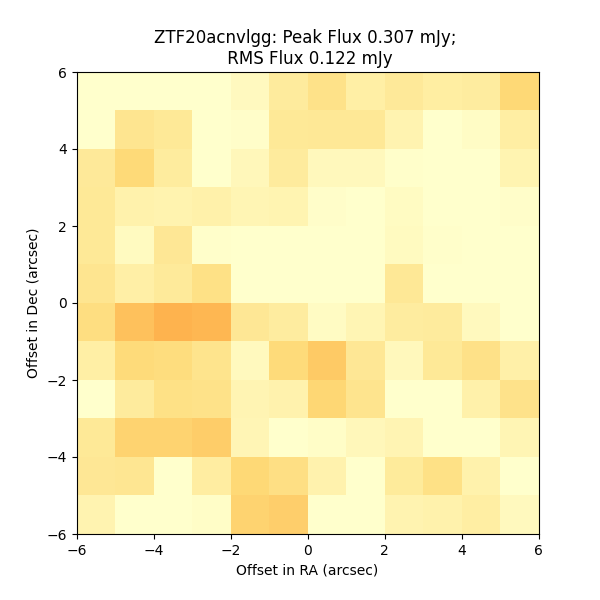 ZTF20acnvlgg: Peak Flux 0.307 mJy;
RMS Flux 0.122 mJy
6
4
2
0
−2
−4
−6
Offset in Dec (arcsec)
−6 −4 −2 0 2 4 6
Offset in RA (arcsec)